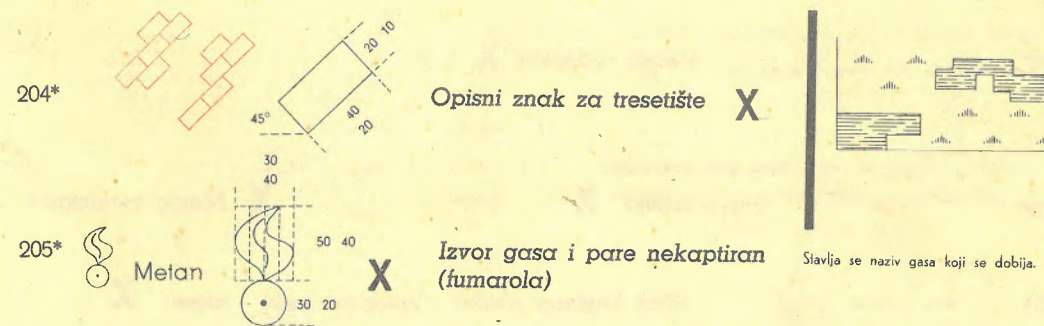 204*
45°
20 10
40
20
Opisni znak za tresetište X
205*
Metan
30
40
50 40
30 20
X
Izvor gasa i pare nekaptiran
(fumarola)
Stavlja se naziv gasa koji se dobija.